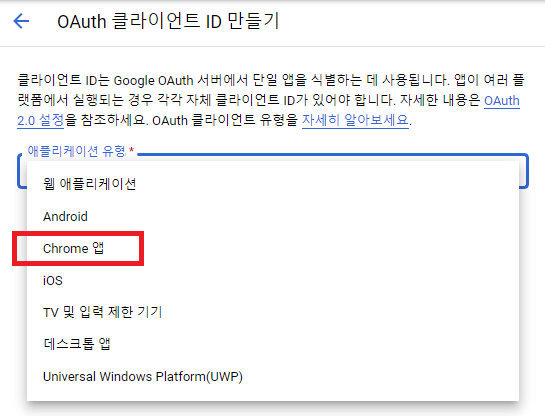 OAuth 클라이언트 ID 만들기
클라이언트 ID는 Google OAuth 서버에서 단일 앱을 식별하는 데 사용됩니다. 앱이 여러 플
랫폼에서 실행되는 경우 각각 자체 클라이언트 ID가 있어야 합니다. 자세한 내용은 OAuth
2.0 설정을 참조하세요. OAuth 클라이언트 유형을 자세히 알아보세요.
애플리케이션 유형 *
웹 애플리케이션
Android
Chrome 앱
iOS
TV 및 입력 제한 기기
데스크톱 앱
Universal Windows Platform(UWP)